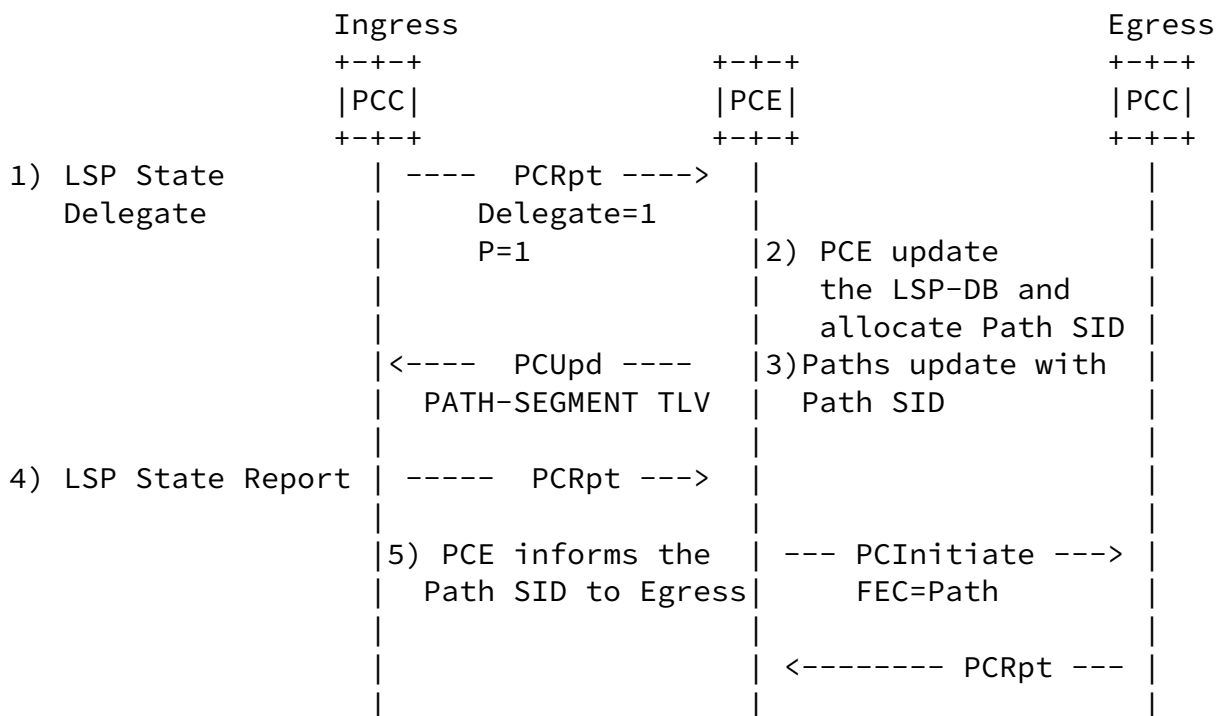 Ingress                                  Egress
                  +-+-+                 +-+-+              +-+-+
                  |PCC|                 |PCE|              |PCC|
                  +-+-+                 +-+-+              +-+-+
1) LSP State        | ----  PCRpt ---->  |                    |
   Delegate         |     Delegate=1     |                    |
                    |     P=1            |2) PCE update       |
                    |                    |   the LSP-DB and   |
                    |                    |   allocate Path SID|
                    |<----  PCUpd ----   |3)Paths update with |
                    |  PATH-SEGMENT TLV  |  Path SID          |
                    |                    |                    |
4) LSP State Report | -----  PCRpt --->  |                    |
                    |                    |                    |
                    |5) PCE informs the  | --- PCInitiate --->|
                    |  Path SID to Egress|     FEC=Path       |
                    |                    |                    |
                    |                    | <-------- PCRpt ---|
                    |                    |                    |